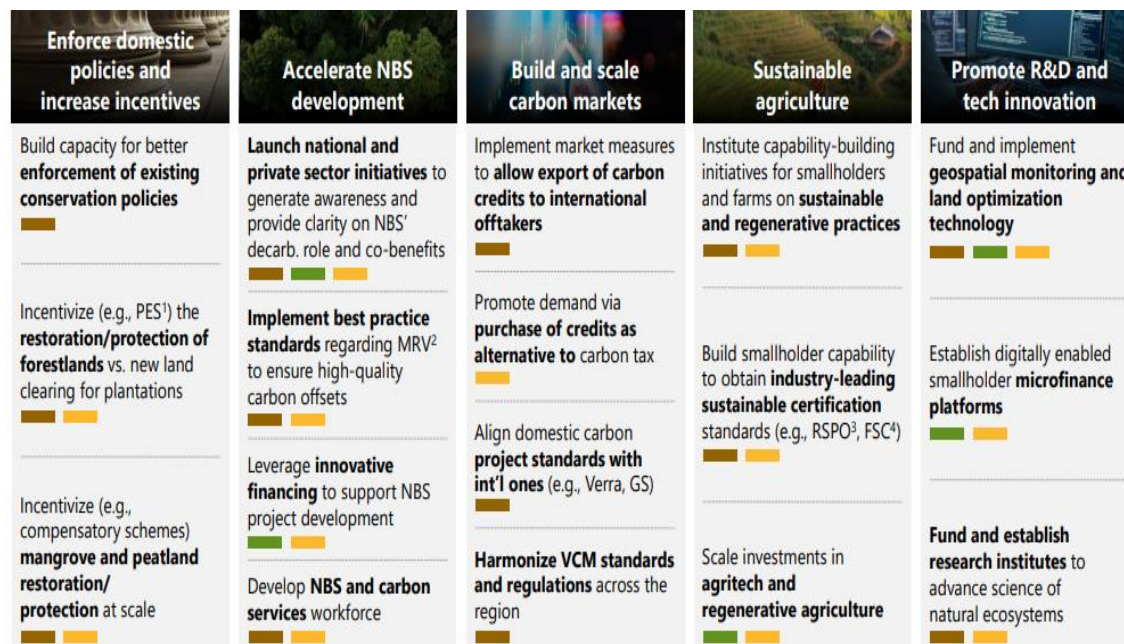 Enforce domestic
policies and
increase incentives
Build capacity for better
enforcement of existing
conservation policies
Incentivize (e.g., PES¹) the
restoration/protection of
forestlands vs. new land
clearing for plantations
Incentivize (e.g.,
compensatory schemes)
mangrove and peatland
restoration/
protection at scale
Accelerate NBS
development
Launch national and
private sector initiatives to
generate awareness and
provide clarity on NBS'
decarb. role and co-benefits
Implement best practice
standards regarding MRV²
to ensure high-quality
carbon offsets
Leverage innovative
financing to support NBS
project development
Develop NBS and carbon
services workforce
Build and scale
carbon markets
Implement market measures
to allow export of carbon
credits to international
offtakers
Promote demand via
purchase of credits as
alternative to carbon tax
Align domestic carbon
project standards with
int'l ones (e.g., Verra, GS)
Harmonize VCM standards
and regulations across the
region
Sustainable
agriculture
Institute capability-building
initiatives for smallholders
and farms on sustainable
and regenerative practices
Build smallholder capability
to obtain industry-leading
sustainable certification
standards (e.g., RSPO³, FSC⁴)
Scale investments in
agritech and
regenerative agriculture
Promote R&D and
tech innovation
Fund and implement
geospatial monitoring and
land optimization
technology
Establish digitally enabled
smallholder microfinance
platforms
Fund and establish
research institutes to
advance science of
natural ecosystems